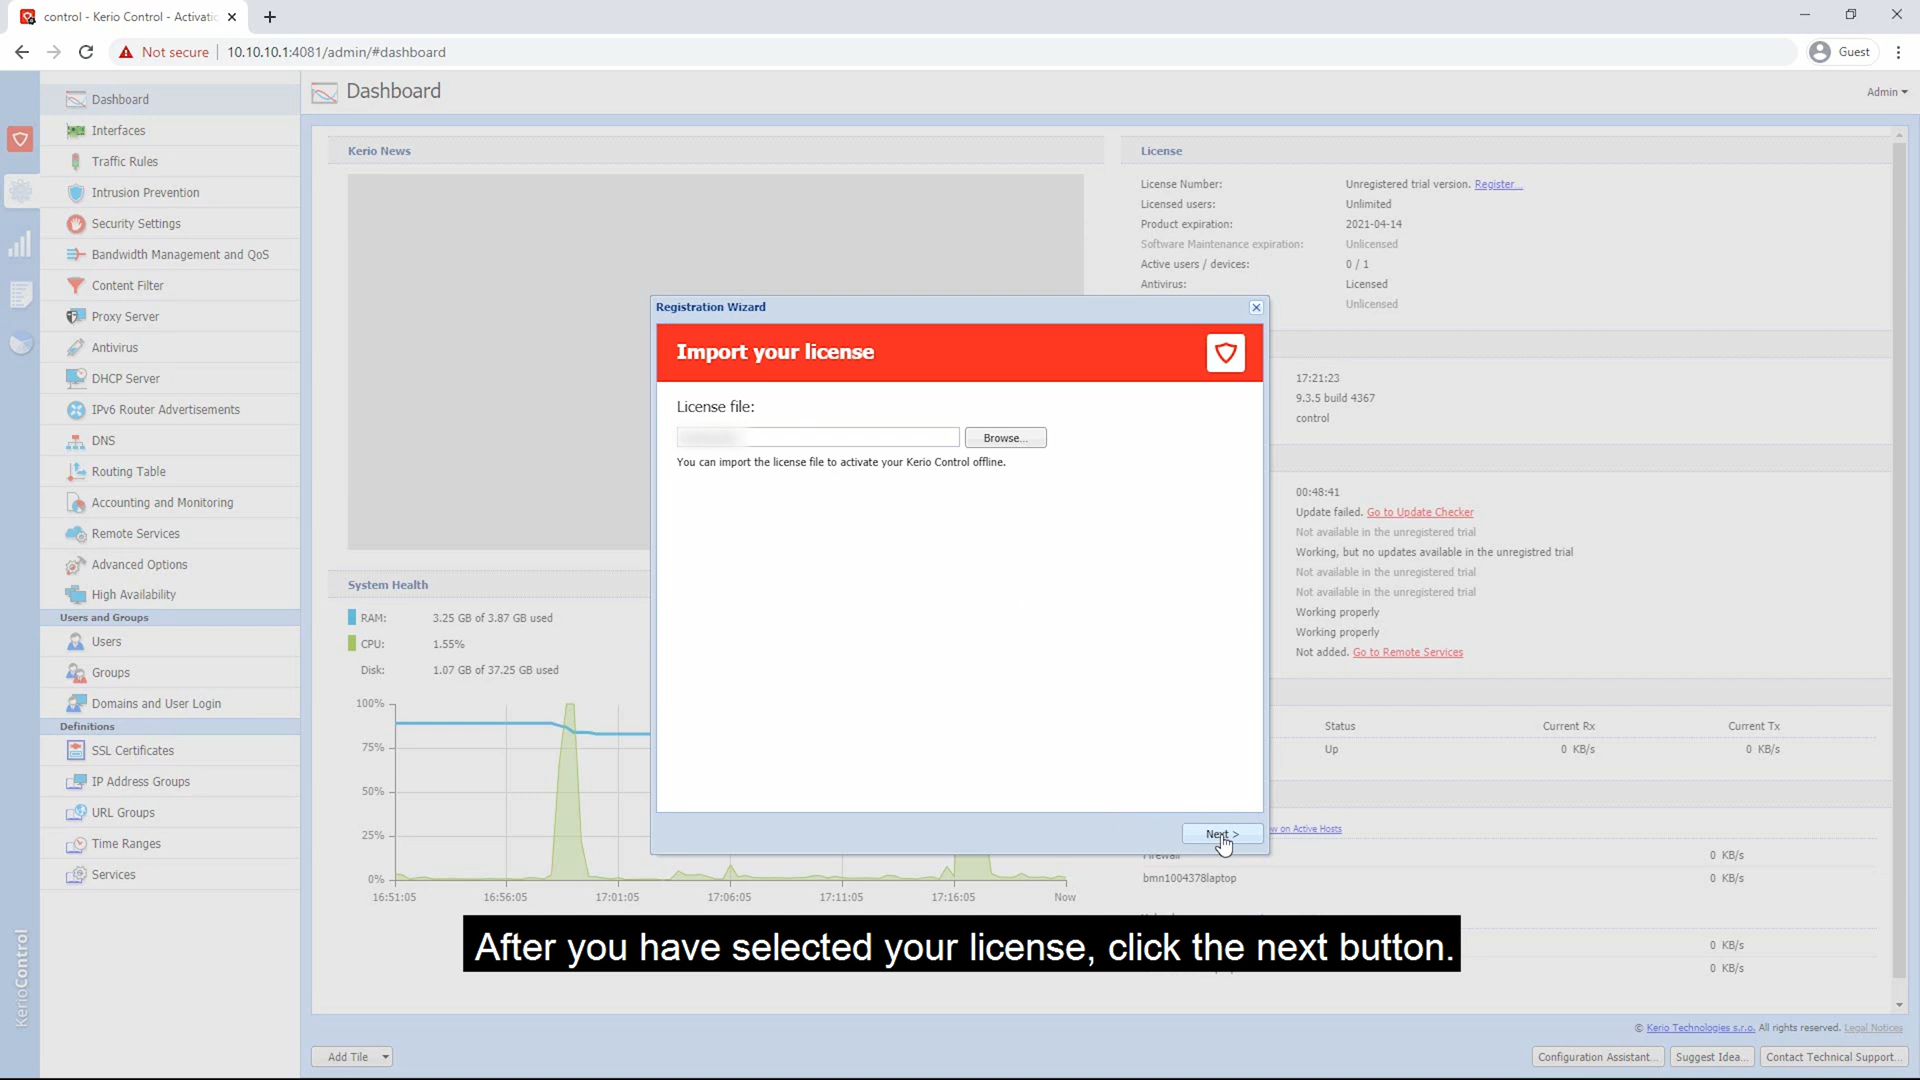 control - Kerio Control - Activatic
Not secure
10.10.10.1:4081/admin/#dashboard
Guest
Dashboard
Interfaces
Traffic Rules
Intrusion Prevention
Security Settings
Bandwidth Management and QoS
Content Filter
Proxy Server
Antivirus
DHCP Server
IPv6 Router Advertisements
DNS
Routing Table
Accounting and Monitoring
Remote Services
Advanced Options
High Availability
Users and Groups
Users
Groups
Domains and User Login
Definitions
SSL Certificates
IP Address Groups
URL Groups
Time Ranges
Services
KerioControl
Dashboard
Admin
Kerio News
License
License Number: Unregistered trial version. Register...
Licensed users: Unlimited
Product expiration: 2021-04-14
Software Maintenance expiration: Unlicensed
Active users / devices: 0 / 1
Antivirus: Licensed
Unlicensed
17:21:23
9.3.5 build 4367
control
00:48:41
Update failed. Go to Update Checker
Not available in the unregistered trial
Working, but no updates available in the unregistred trial
Not available in the unregistered trial
Not available in the unregistered trial
Working properly
Working properly
Not added. Go to Remote Services
Status Current Rx Current Tx
Up 0 KB/s 0 KB/s
on Active Hosts
Firewall 0 KB/s
bmn1004378laptop 0 KB/s
0 KB/s
0 KB/s
System Health
RAM: 3.25 GB of 3.87 GB used
CPU: 1.55%
Disk: 1.07 GB of 37.25 GB used
100%
75%
50%
25%
0%
16:51:05 16:56:05 17:01:05 17:06:05 17:11:05 17:16:05 Now
Registration Wizard
Import your license
License file:
Browse...
You can import the license file to activate your Kerio Control offline.
Next >
After you have selected your license, click the next button.
© Kerio Technologies s.r.o. All rights reserved. Legal Notices
Add Tile
Configuration Assistant...
Suggest Idea...
Contact Technical Support...